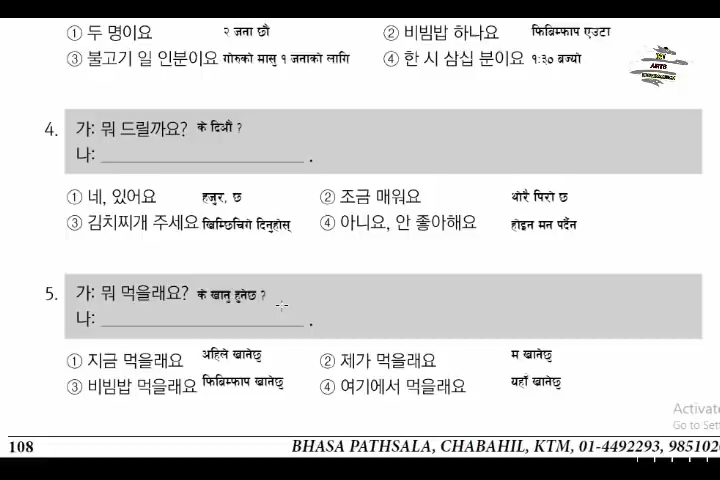 ① 두 명이요 २ जना छौ ② 비빔밥 하나요 फिबिम्फाप एउटा
③ 불고기 일 인분이요 गोरुको मासु १ जनाको लागि ④ 한 시 삼십 분이요 १:३० बज्यो
ARTS
4. 가: 뭐 드릴까요? के दिऔं ?
나: ____________________ .
① 네, 있어요 हजुर, छ ② 조금 매워요 थोरै पिरो छ
③ 김치찌개 주세요 खिम्छिचिगे दिनुहोस् ④ 아니요, 안 좋아해요 होइन मन पर्दैन
5. 가: 뭐 먹을래요? के खानु हुनेछ ?
나: ____________________ .
① 지금 먹을래요 अहिले खानेछु ② 제가 먹을래요 म खानेछु
③ 비빔밥 먹을래요 फिबिम्फाप खानेछु ④ 여기에서 먹을래요 यहाँ खानेछु
Activate
Go to Sett
108 BHASA PATHSALA, CHABAHIL, KTM, 01-4492293, 985102